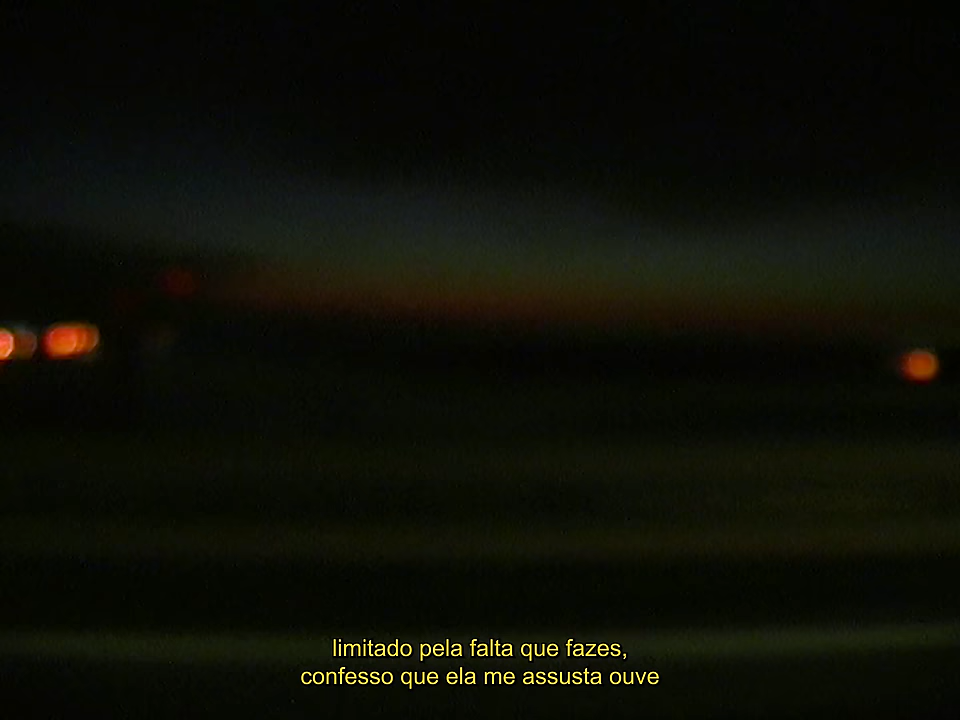 limitado pela falta que fazes,
confesso que ela me assusta ouve